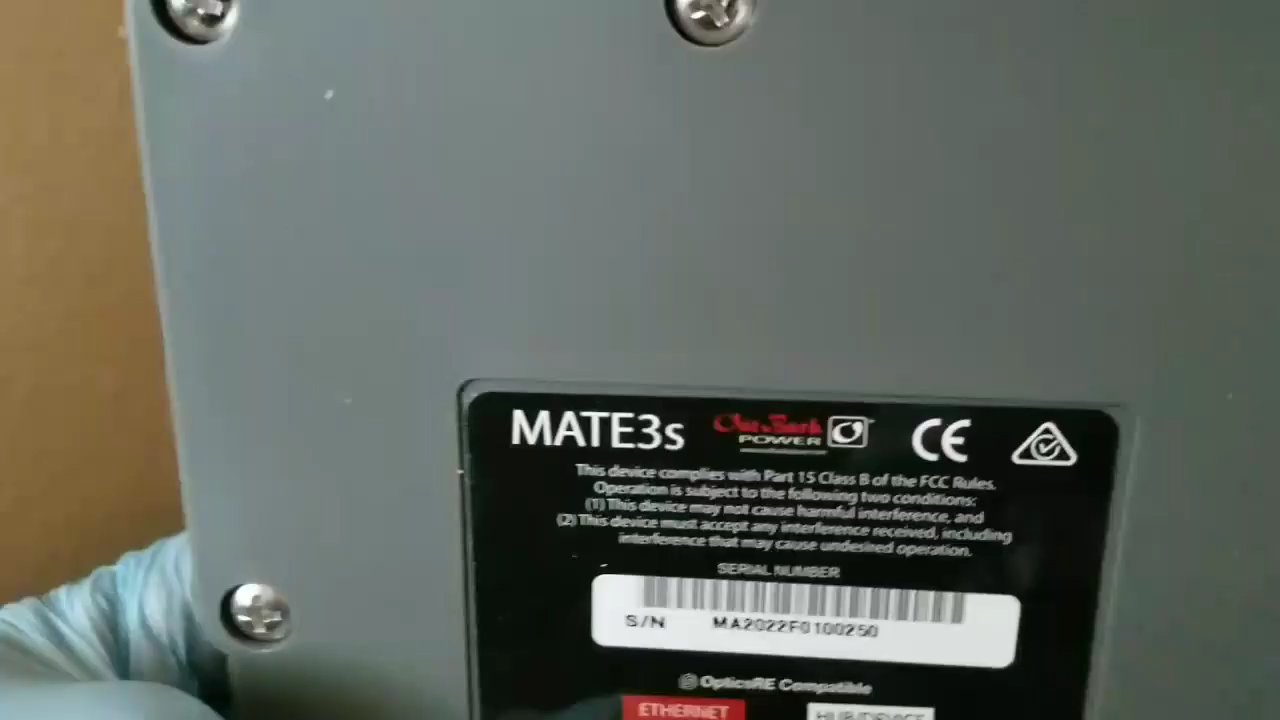 MATE3s OutBack POWER CE
This device complies with Part 15 Class B of the FCC Rules.
Operation is subject to the following two conditions:
(1) This device may not cause harmful interference, and
(2) This device must accept any interference received, including
interference that may cause undesired operation.
SERIAL NUMBER
S/N MA2022F0100250
OpticsRE Compatible
ETHERNET HUB/DEVICE